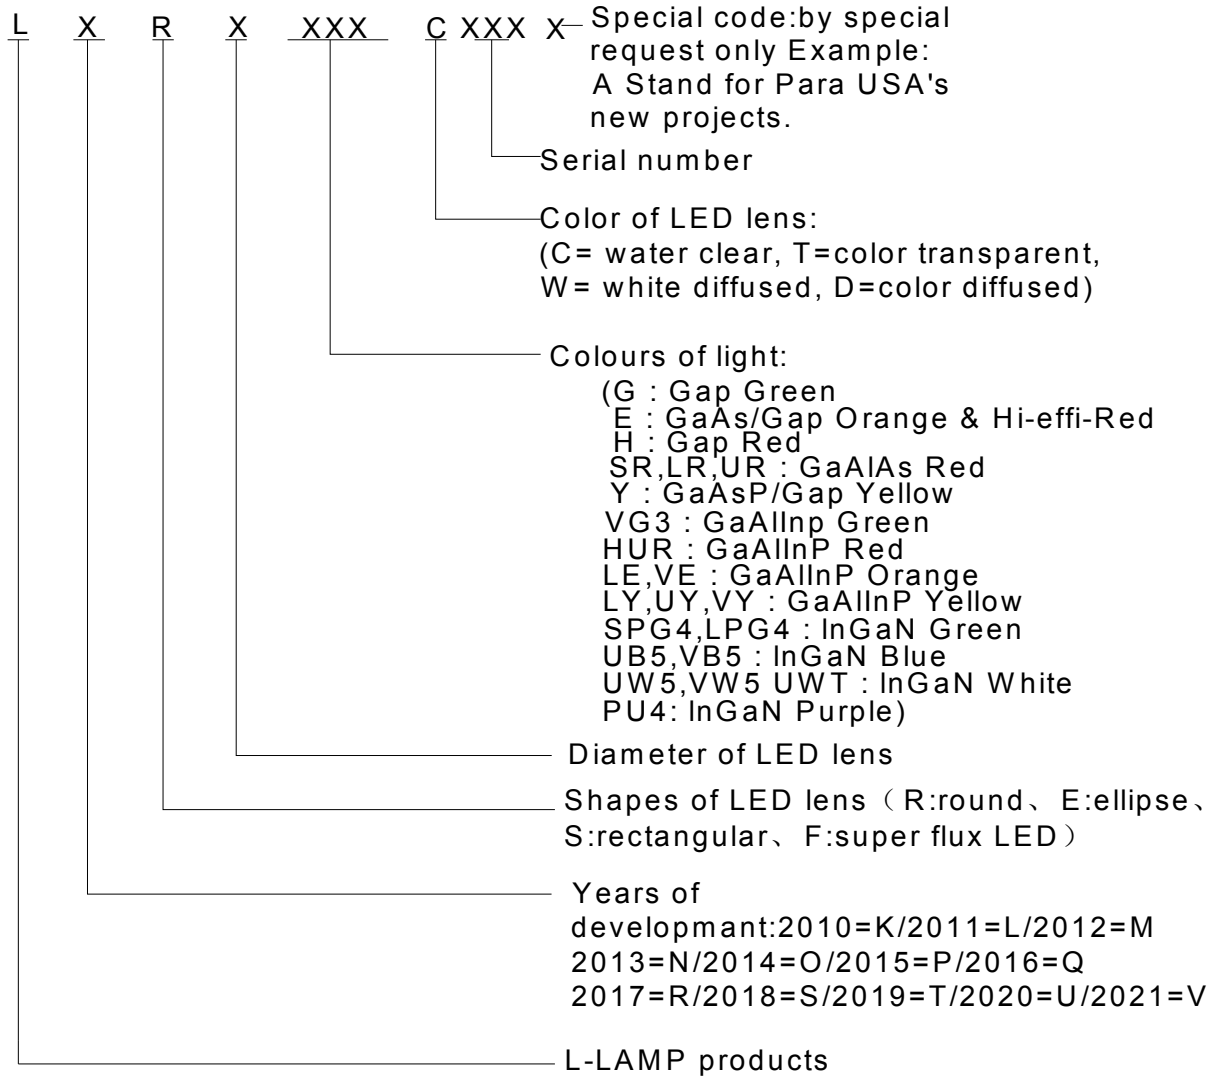 L X R X XXX C XXX X
Special code:by special
request only Example:
A Stand for Para USA's
new projects.
Serial number
Color of LED lens:
(C= water clear, T=color transparent,
W= white diffused, D=color diffused)
Colours of light:
(G : Gap Green
E : GaAs/Gap Orange & Hi-effi-Red
H : Gap Red
SR,LR,UR : GaAlAs Red
Y : GaAsP/Gap Yellow
VG3 : GaAlInp Green
HUR : GaAlInP Red
LE,VE : GaAlInP Orange
LY,UY,VY : GaAlInP Yellow
SPG4,LPG4 : InGaN Green
UB5,VB5 : InGaN Blue
UW5,VW5 UWT : InGaN White
PU4: InGaN Purple)
Diameter of LED lens
Shapes of LED lens（R:round、E:ellipse、
S:rectangular、F:super flux LED）
Years of
developmant:2010=K/2011=L/2012=M
2013=N/2014=O/2015=P/2016=Q
2017=R/2018=S/2019=T/2020=U/2021=V
L-LAMP products